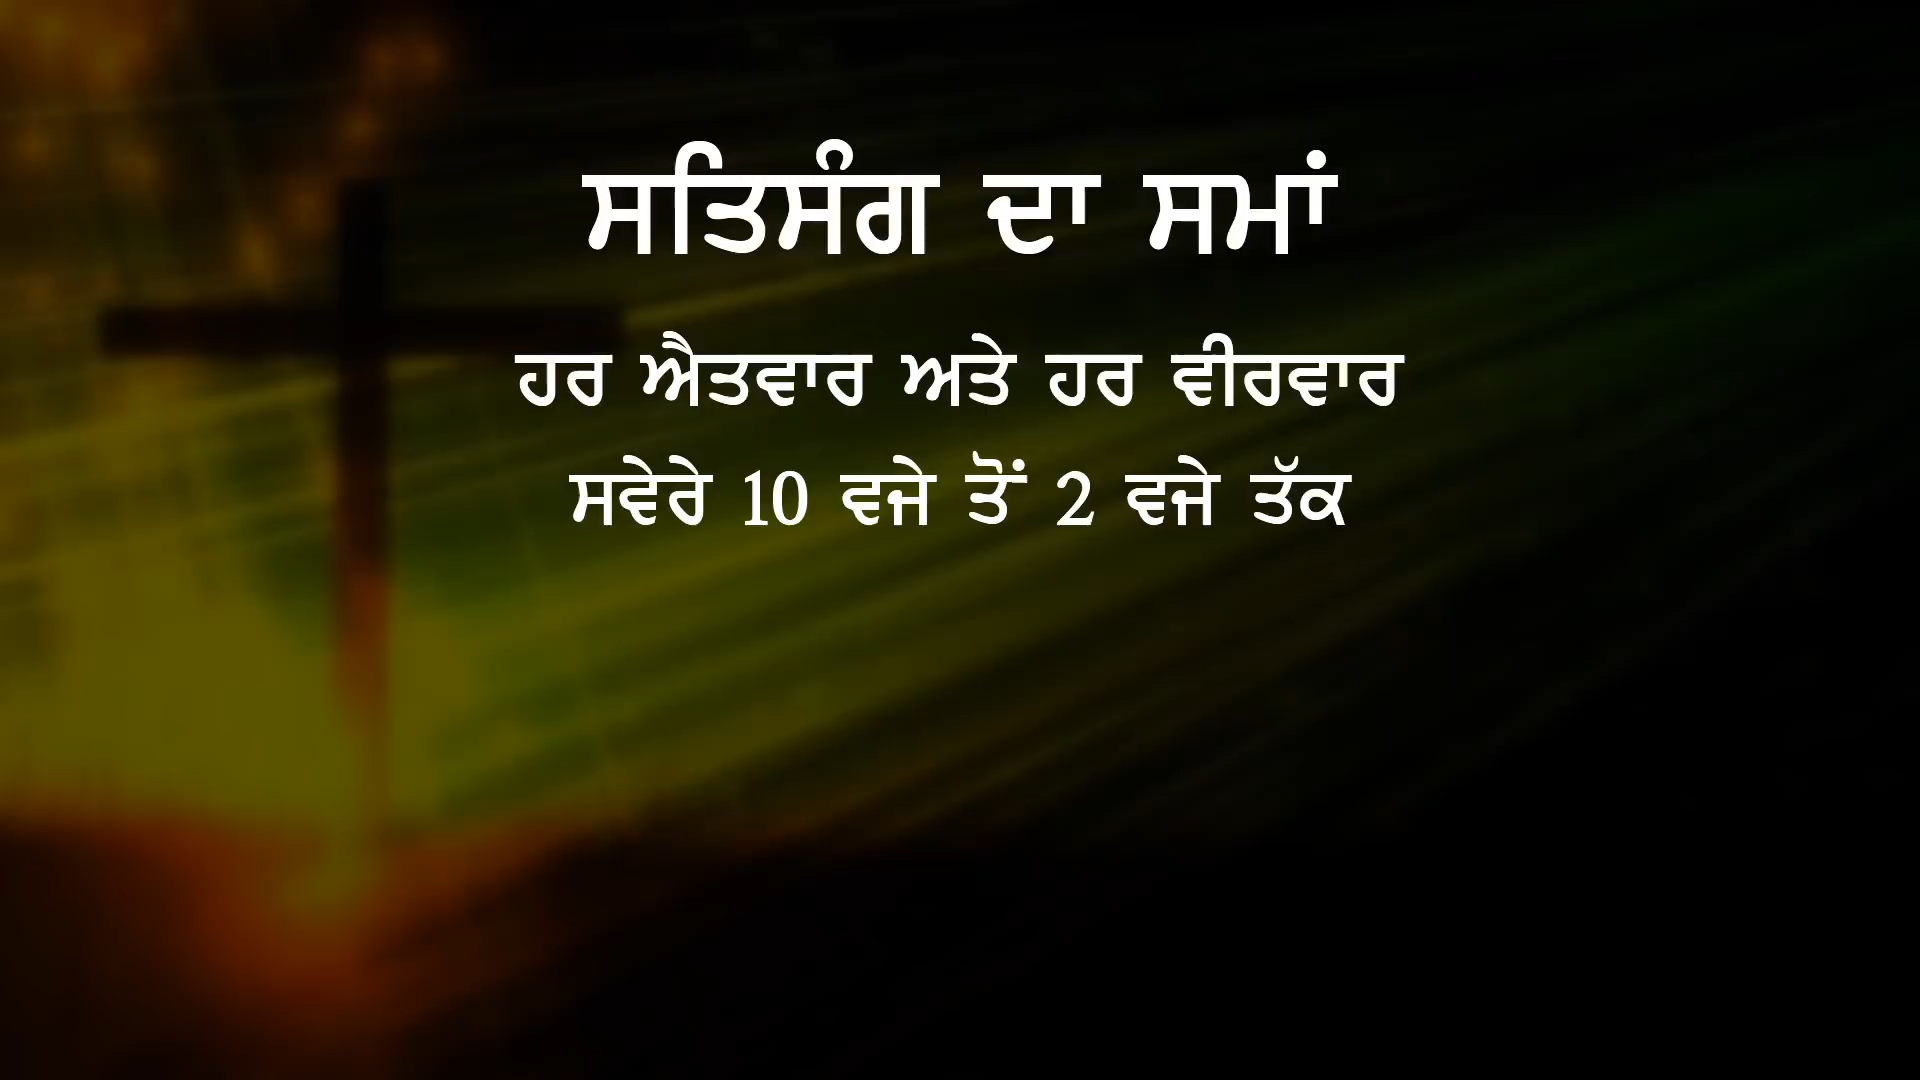 ਸਤਿਸੰਗ ਦਾ ਸਮਾਂ
ਹਰ ਐਤਵਾਰ ਅਤੇ ਹਰ ਵੀਰਵਾਰ
ਸਵੇਰੇ 10 ਵਜੇ ਤੋਂ 2 ਵਜੇ ਤੱਕ